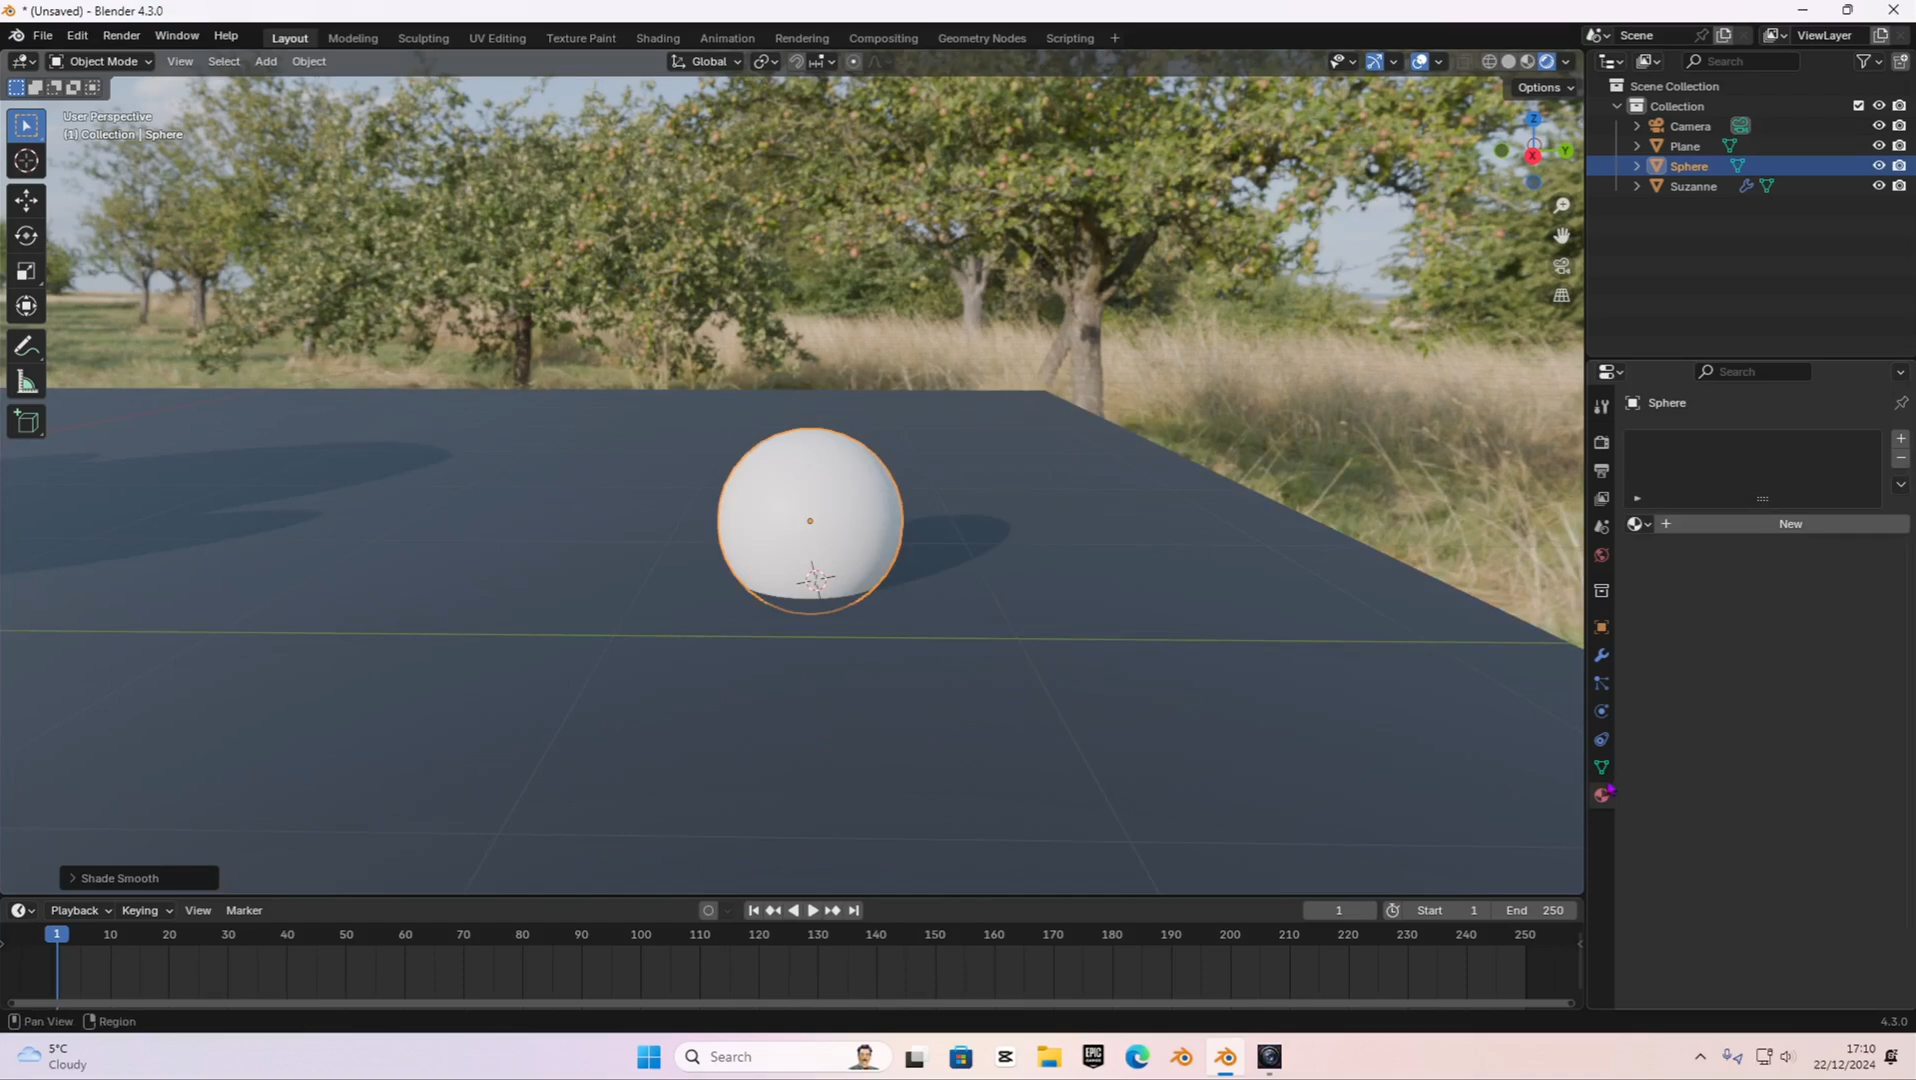 * (Unsaved) - Blender 4.3.0
File Edit Render Window Help Layout Modeling Sculpting UV Editing Texture Paint Shading Animation Rendering Compositing Geometry Nodes Scripting + Scene ViewLayer
Object Mode View Select Add Object Global Search
Options
User Perspective
(1) Collection | Sphere
Z
Y
X
Scene Collection
Collection
Camera
Plane
Sphere
Suzanne
Search
Sphere
New
Shade Smooth
Playback Keying View Marker 1 Start 1 End 250
1 10 20 30 40 50 60 70 80 90 100 110 120 130 140 150 160 170 180 190 200 210 220 230 240 250
Pan View Region 4.3.0
5°C
Cloudy
Search
EPIC
GAMES
17:10
22/12/2024